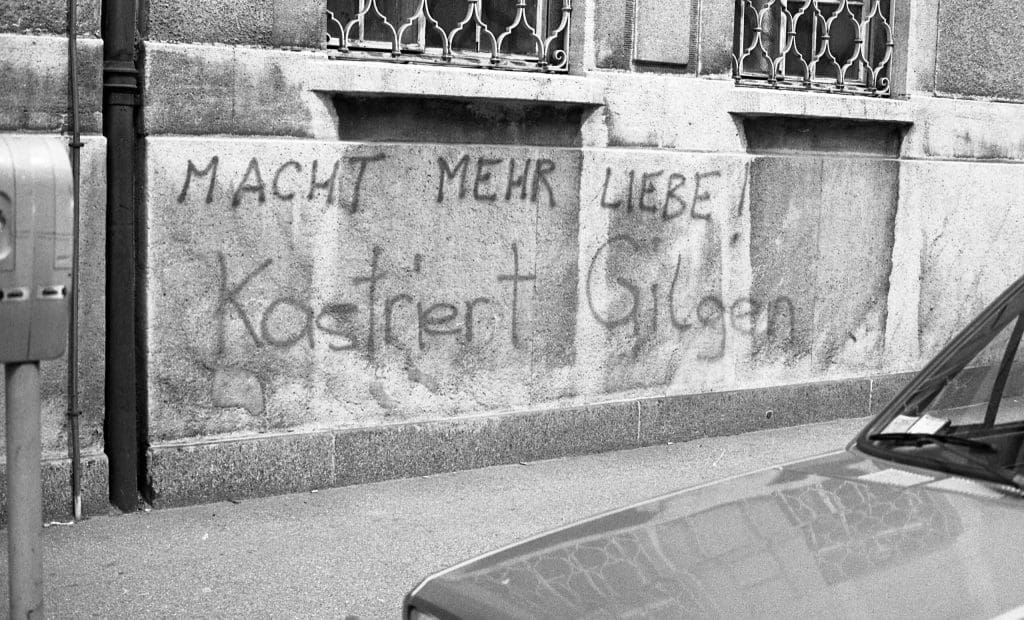 MACHT MEHR LIEBE!
Kastriert Gilgen